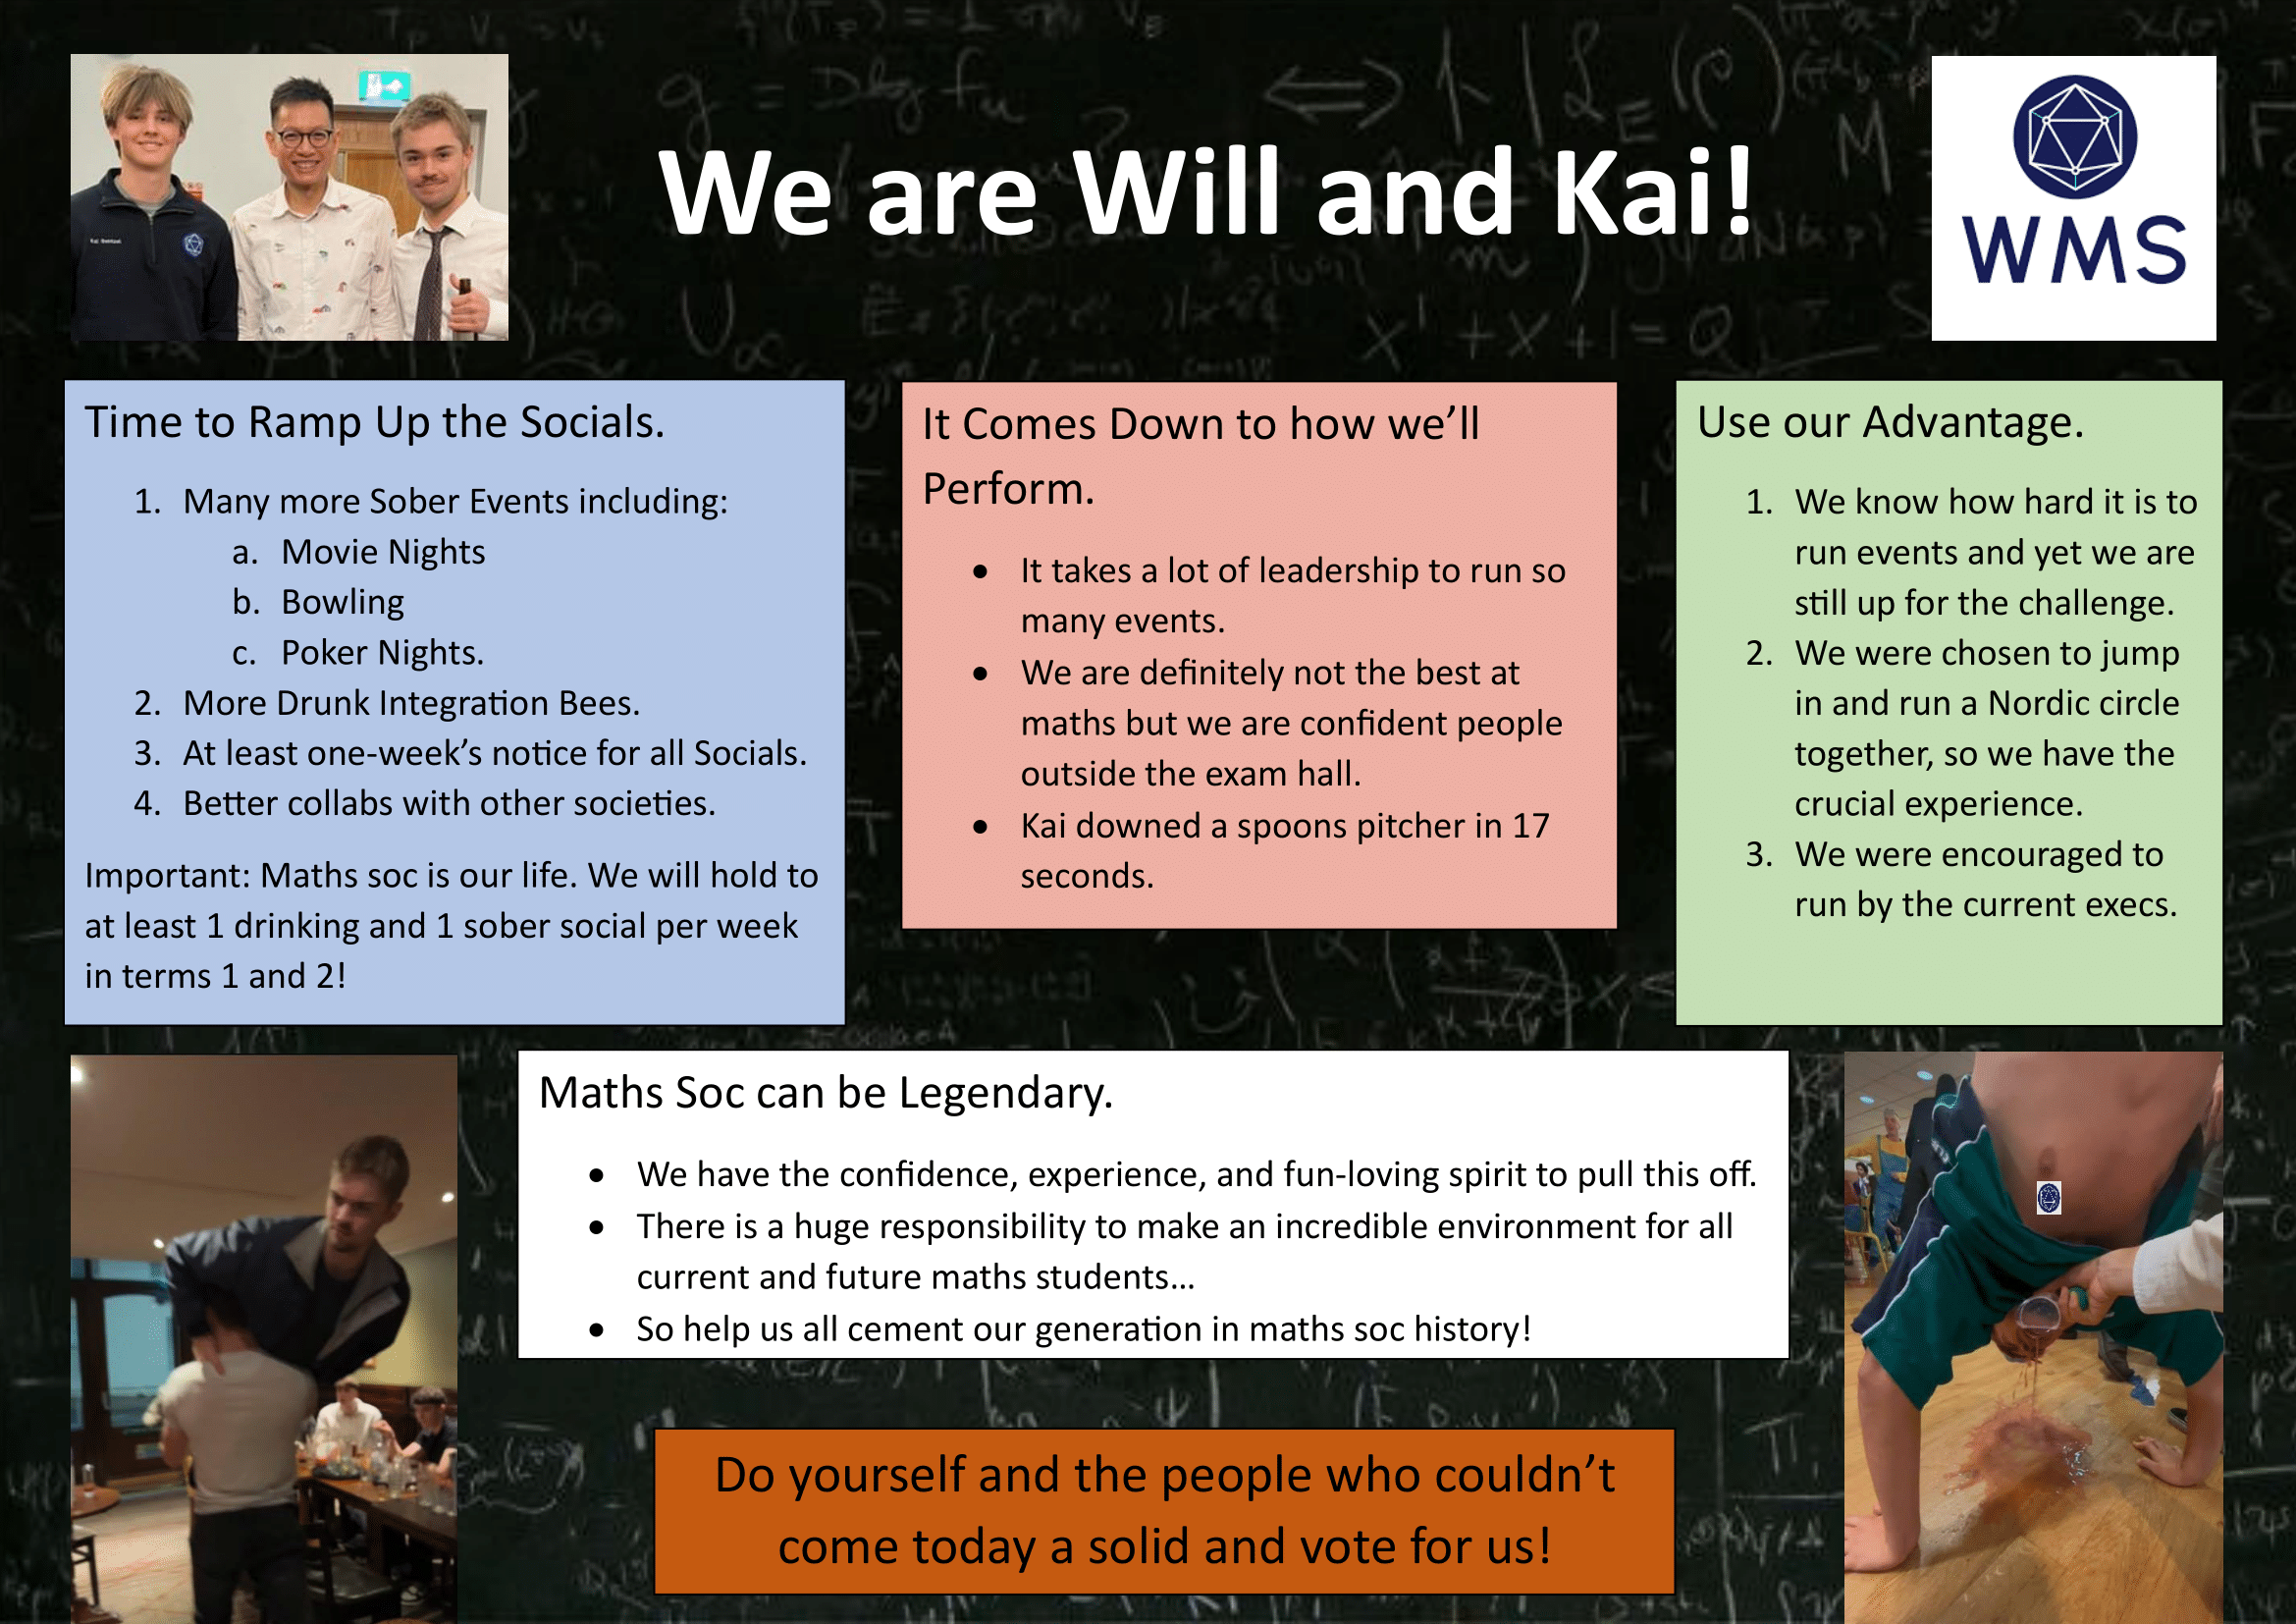 We are Will and Kai!
WMS
Time to Ramp Up the Socials.
1. Many more Sober Events including:
a. Movie Nights
b. Bowling
c. Poker Nights.
2. More Drunk Integration Bees.
3. At least one-week’s notice for all Socials.
4. Better collabs with other societies.
Important: Maths soc is our life. We will hold to
at least 1 drinking and 1 sober social per week
in terms 1 and 2!
It Comes Down to how we’ll
Perform.
• It takes a lot of leadership to run so
many events.
• We are definitely not the best at
maths but we are confident people
outside the exam hall.
• Kai downed a spoons pitcher in 17
seconds.
Use our Advantage.
1. We know how hard it is to
run events and yet we are
still up for the challenge.
2. We were chosen to jump
in and run a Nordic circle
together, so we have the
crucial experience.
3. We were encouraged to
run by the current execs.
Maths Soc can be Legendary.
• We have the confidence, experience, and fun-loving spirit to pull this off.
• There is a huge responsibility to make an incredible environment for all
current and future maths students…
• So help us all cement our generation in maths soc history!
Do yourself and the people who couldn’t
come today a solid and vote for us!